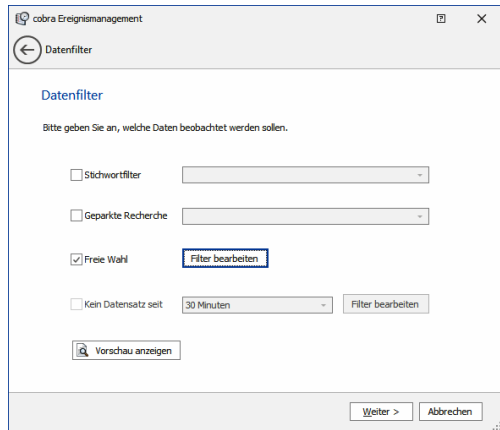 cobra Ereignismanagement
Datenfilter
Datenfilter
Bitte geben Sie an, welche Daten beobachtet werden sollen.
Stichwortfilter
Geparkte Recherche
Freie Wahl Filter bearbeiten
Kein Datensatz seit 30 Minuten Filter bearbeiten
Vorschau anzeigen
Weiter > Abbrechen